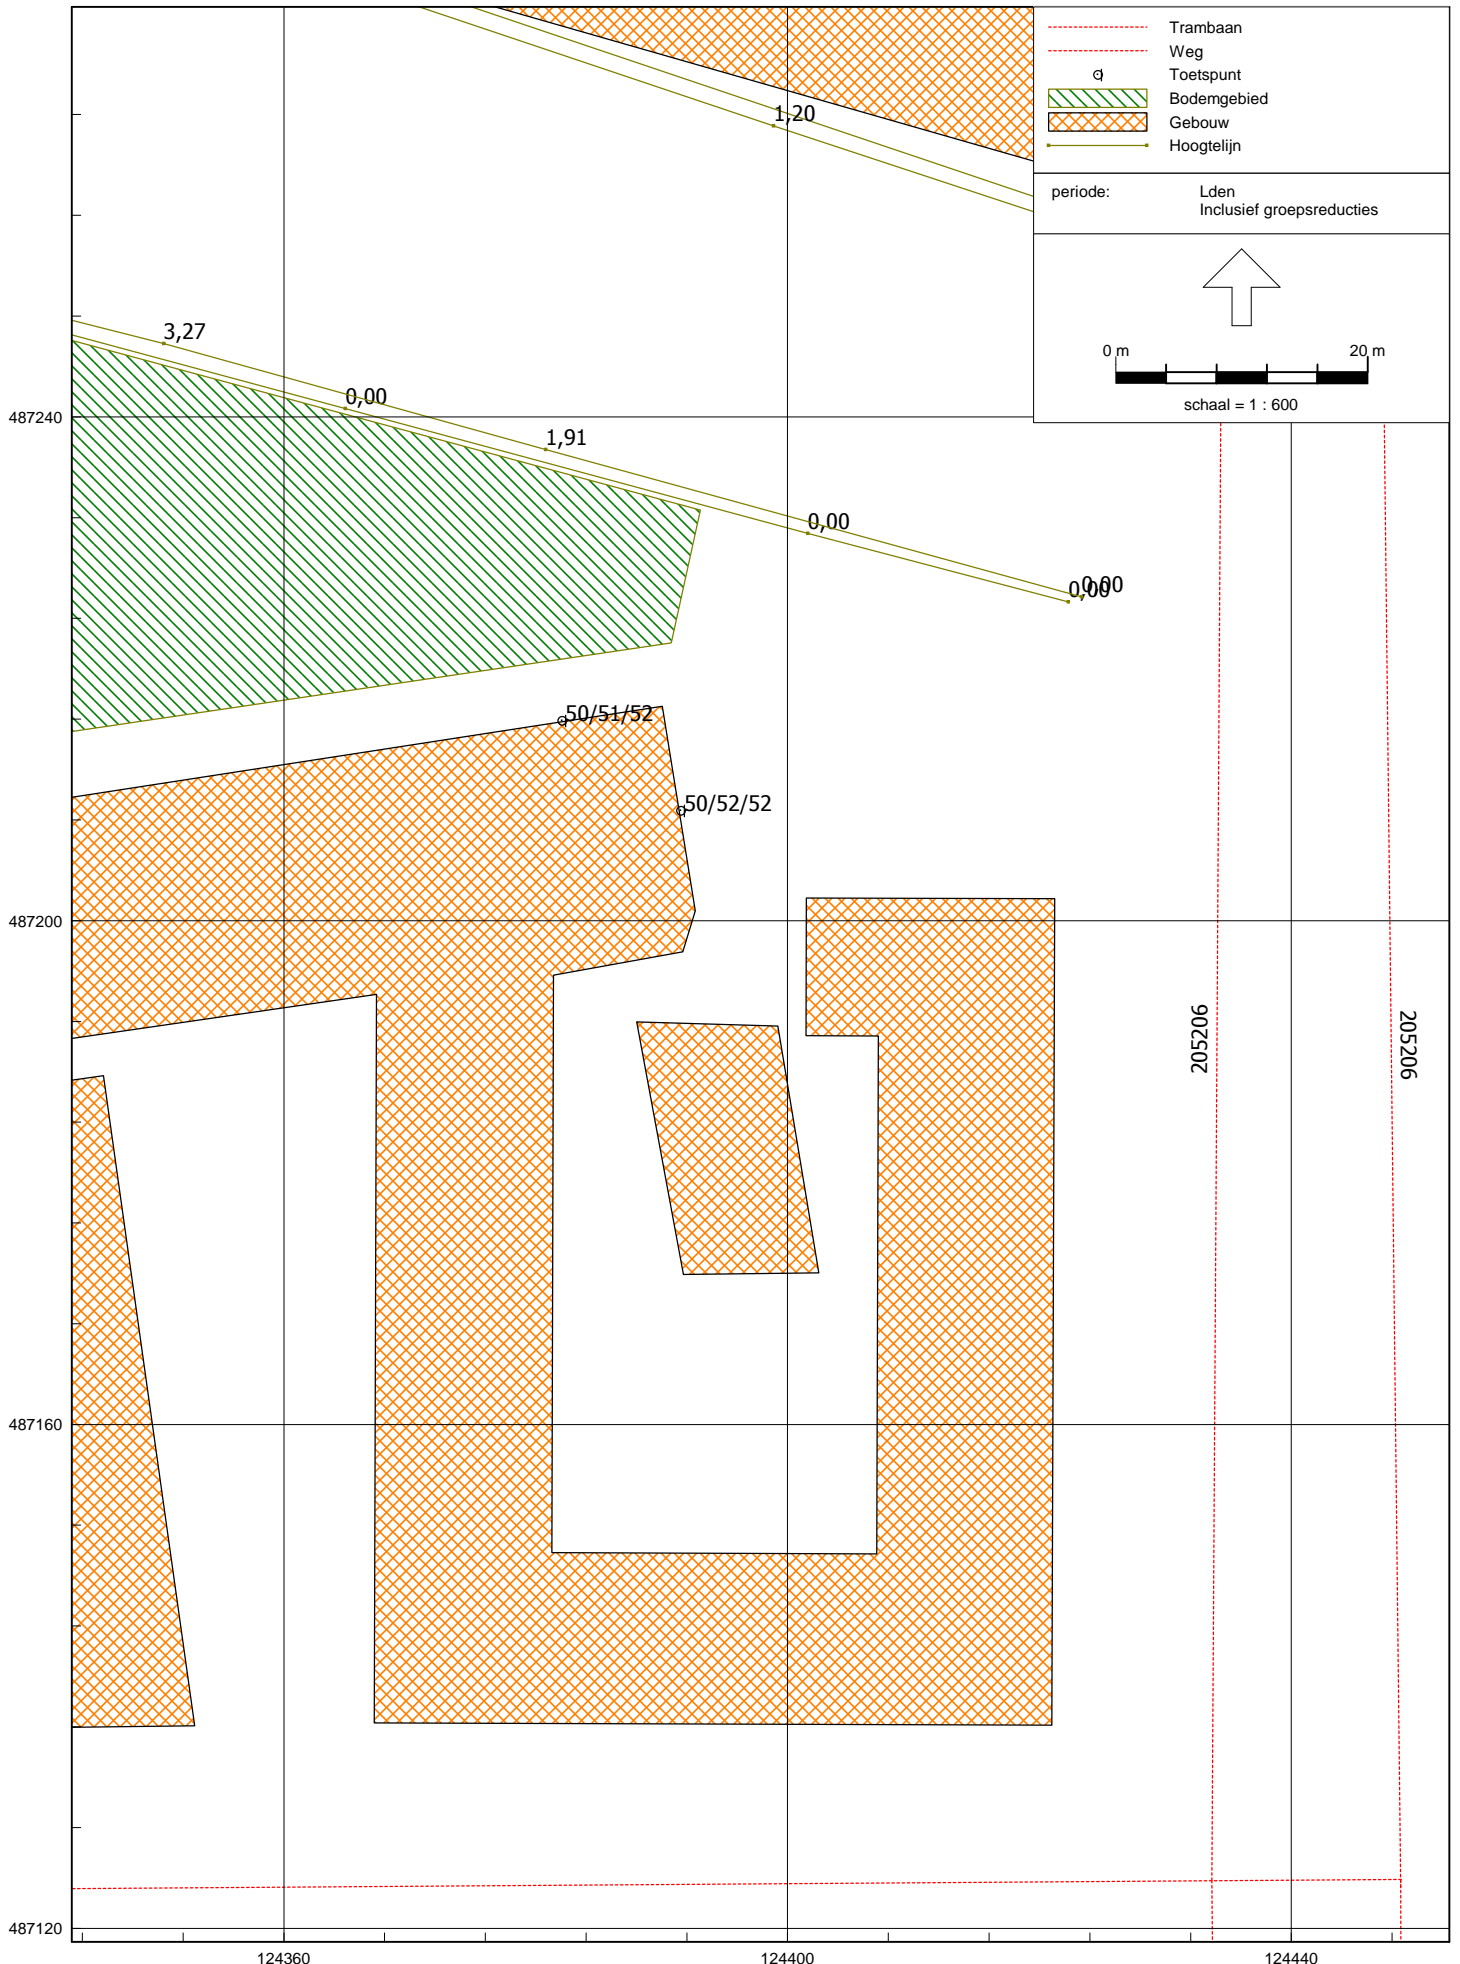 Trambaan
Weg
Toetspunt
Bodemgebied
Gebouw
Hoogtelijn
periode: Lden
Inclusief groepsreducties
0 m 20 m
schaal = 1 : 600
1,20
3,27
0,00
1,91
0,00
0,00
0,00
50/51/52
50/52/52
205206
205206
487240
487200
487160
487120
124360 124400 124440